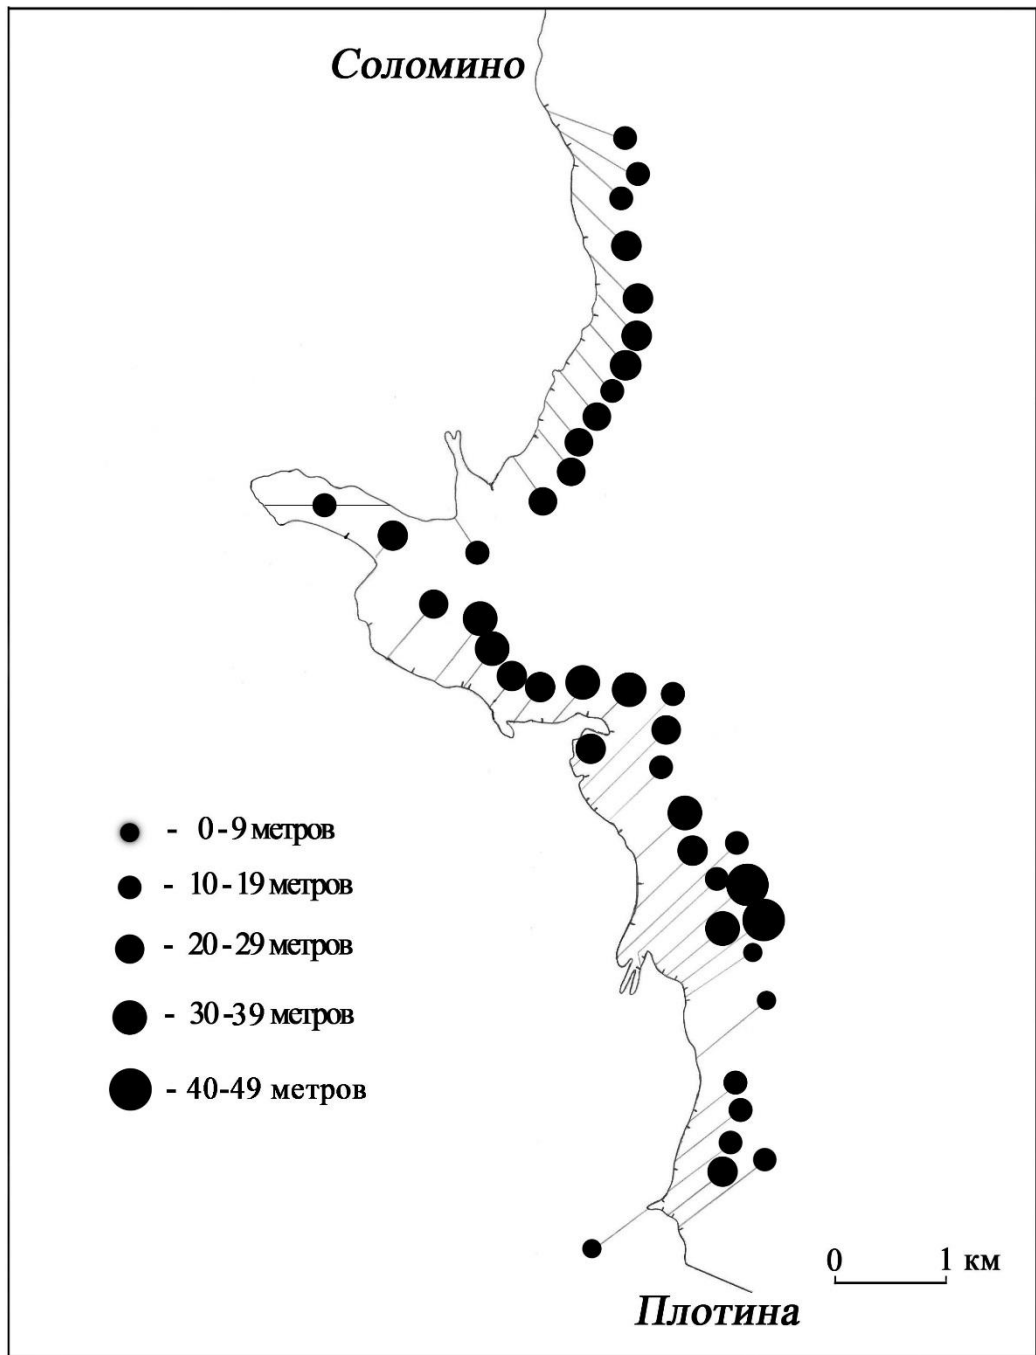 Соломино
- 0-9 метров
- 10-19 метров
- 20-29 метров
- 30-39 метров
- 40-49 метров
0 1 км
Плотина